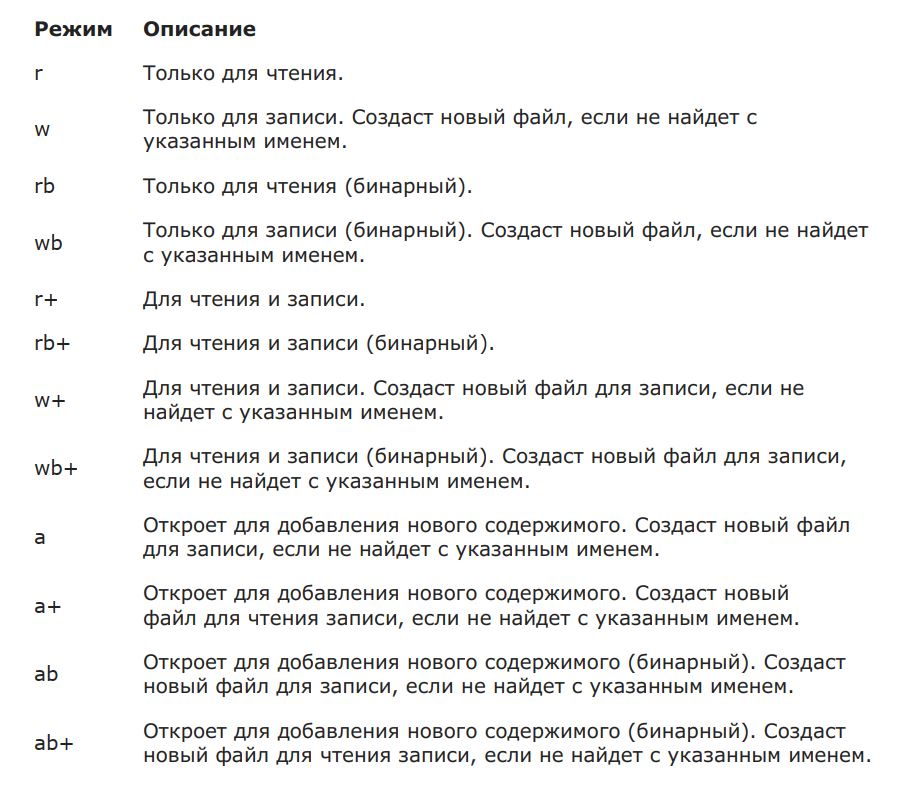 Режим Описание
r Только для чтения.
w Только для записи. Создаст новый файл, если не найдет с
указанным именем.
rb Только для чтения (бинарный).
wb Только для записи (бинарный). Создаст новый файл, если не найдет
с указанным именем.
r+ Для чтения и записи.
rb+ Для чтения и записи (бинарный).
w+ Для чтения и записи. Создаст новый файл для записи, если не
найдет с указанным именем.
wb+ Для чтения и записи (бинарный). Создаст новый файл для записи,
если не найдет с указанным именем.
a Откроет для добавления нового содержимого. Создаст новый файл
для записи, если не найдет с указанным именем.
a+ Откроет для добавления нового содержимого. Создаст новый
файл для чтения записи, если не найдет с указанным именем.
ab Откроет для добавления нового содержимого (бинарный). Создаст
новый файл для записи, если не найдет с указанным именем.
ab+ Откроет для добавления нового содержимого (бинарный). Создаст
новый файл для чтения записи, если не найдет с указанным именем.